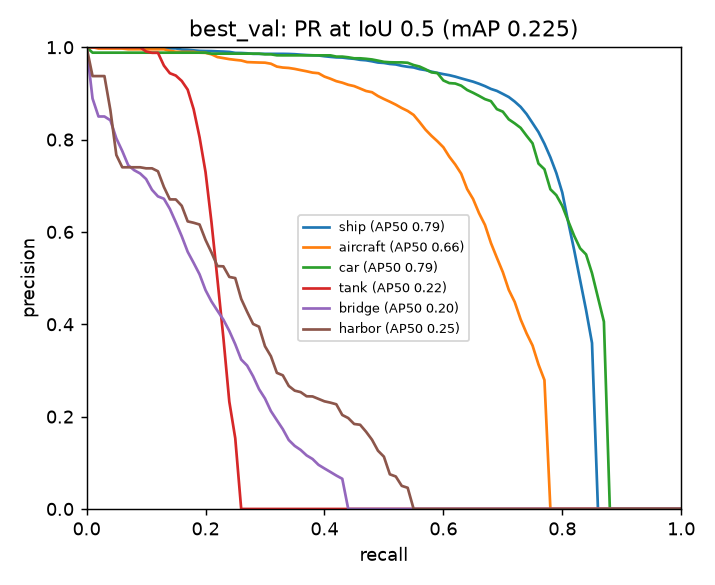 best_val: PR at IoU 0.5 (mAP 0.225)
1.0
0.8
0.6
0.4
0.2
0.0
precision
ship (AP50 0.79)
aircraft (AP50 0.66)
car (AP50 0.79)
tank (AP50 0.22)
bridge (AP50 0.20)
harbor (AP50 0.25)
0.0 0.2 0.4 0.6 0.8 1.0
recall